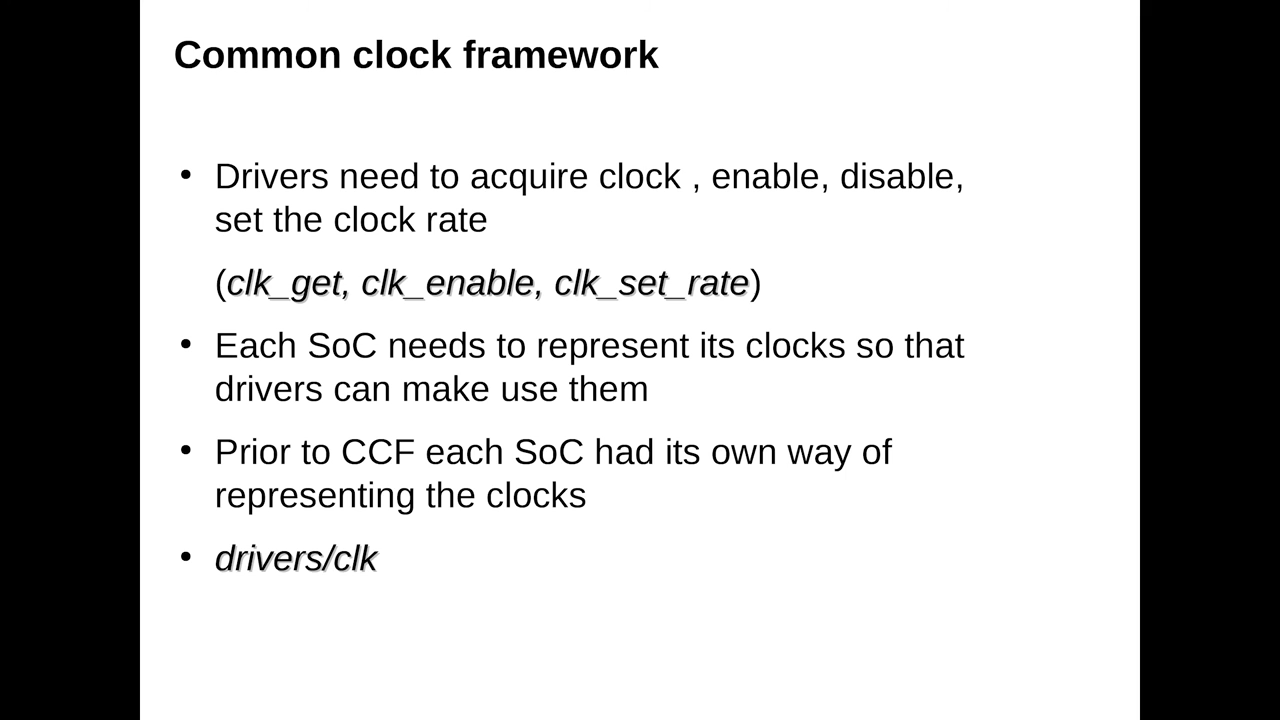 Common clock framework
• Drivers need to acquire clock , enable, disable,
set the clock rate
(clk_get, clk_enable, clk_set_rate)
• Each SoC needs to represent its clocks so that
drivers can make use them
• Prior to CCF each SoC had its own way of
representing the clocks
• drivers/clk